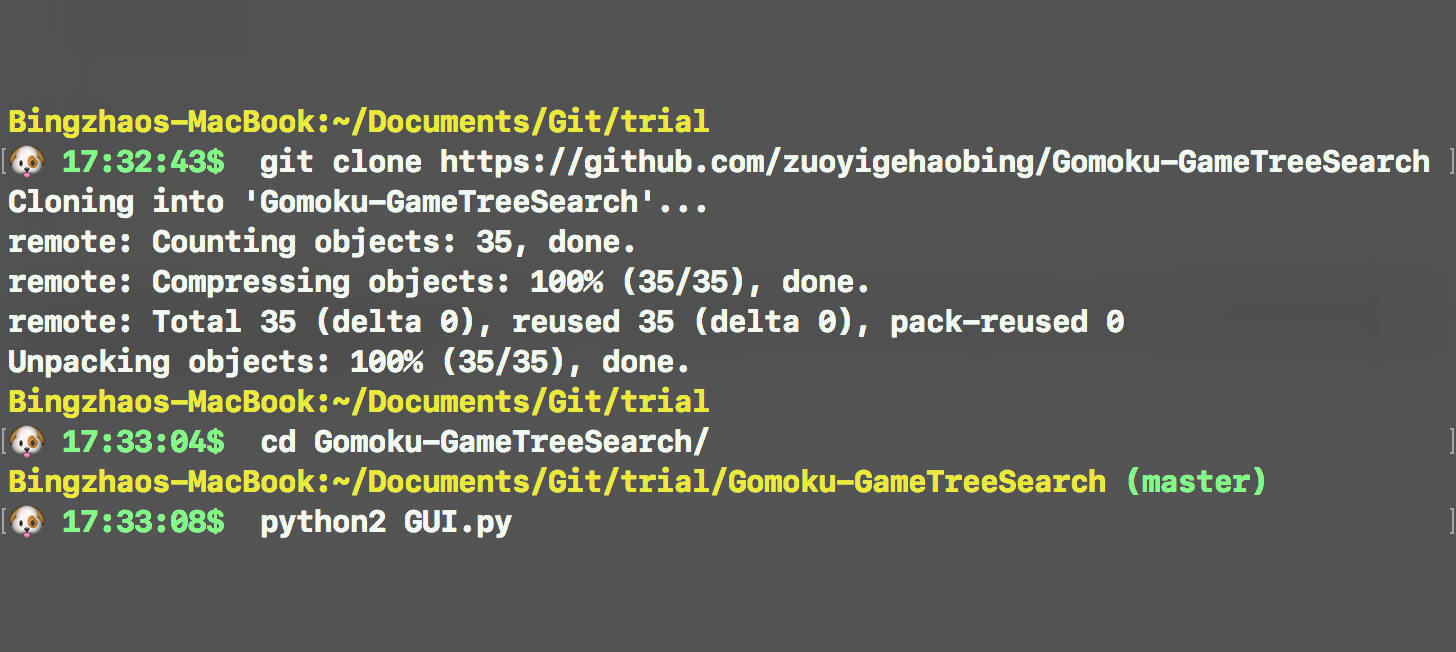 Bingzhaos-MacBook:~/Documents/Git/trial
[🐶 17:32:43$  git clone https://github.com/zuoyigehaobing/Gomoku-GameTreeSearch ]
Cloning into 'Gomoku-GameTreeSearch'...
remote: Counting objects: 35, done.
remote: Compressing objects: 100% (35/35), done.
remote: Total 35 (delta 0), reused 35 (delta 0), pack-reused 0
Unpacking objects: 100% (35/35), done.
Bingzhaos-MacBook:~/Documents/Git/trial
[🐶 17:33:04$  cd Gomoku-GameTreeSearch/ ]
Bingzhaos-MacBook:~/Documents/Git/trial/Gomoku-GameTreeSearch (master)
[🐶 17:33:08$  python2 GUI.py ]